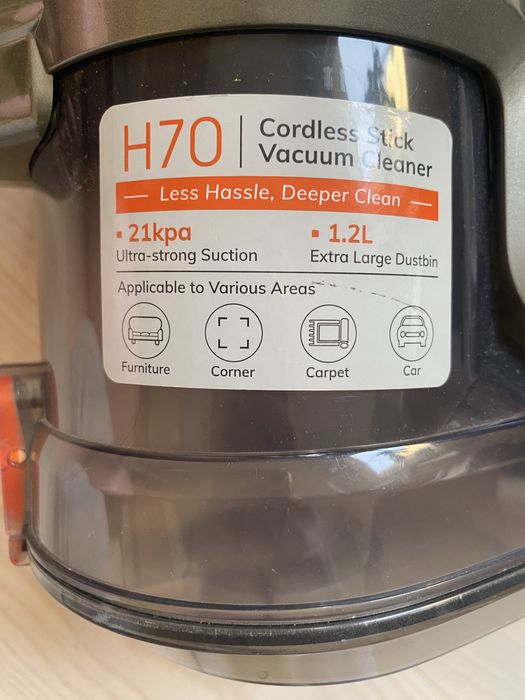 H70
Cordless Stick
Vacuum Cleaner
Less Hassle, Deeper Clean
21kpa
Ultra-strong Suction
1.2L
Extra Large Dustbin
Applicable to Various Areas
Furniture
Corner
Carpet
Car